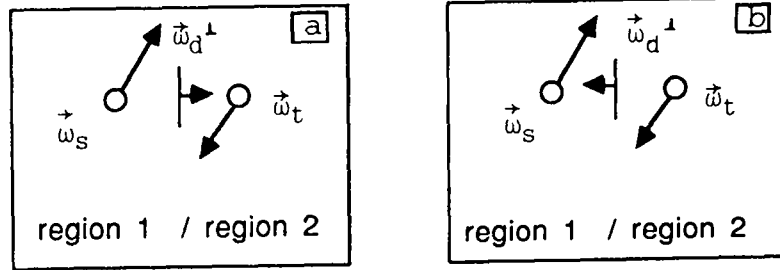 ω⃗d⊥ a
ω⃗s ω⃗t
region 1 / region 2
ω⃗d⊥ b
ω⃗s ω⃗t
region 1 / region 2